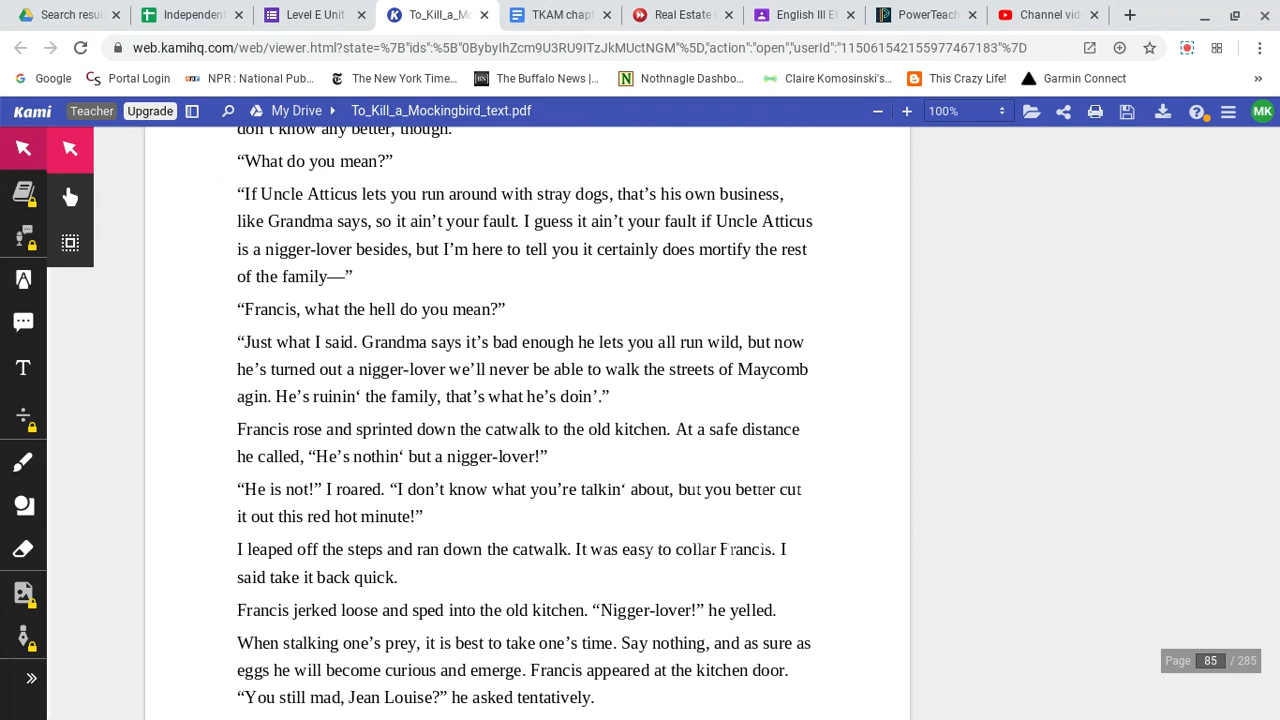 Search resul
Independent
Level E Unit
To_Kill_a_Mo
TKAM chapt
Real Estate
English III Ef
PowerTeach
Channel vide
web.kamihq.com/web/viewer.html?state=%7B"ids":%5B"0BybyIhZcm9U3RU9ITzJkMUctNGM"%5D,"action":"open","userId":"115061542155977467183"%7D
Google
Portal Login
NPR : National Pub...
The New York Time...
The Buffalo News |...
Nothnagle Dashbo...
Claire Komosinski's...
This Crazy Life!
Garmin Connect
»
Kami
Teacher
Upgrade
My Drive
To_Kill_a_Mockingbird_text.pdf
100%
MK
don't know any better, though.
“What do you mean?”
“If Uncle Atticus lets you run around with stray dogs, that’s his own business,
like Grandma says, so it ain’t your fault. I guess it ain’t your fault if Uncle Atticus
is a nigger-lover besides, but I’m here to tell you it certainly does mortify the rest
of the family—”
“Francis, what the hell do you mean?”
“Just what I said. Grandma says it’s bad enough he lets you all run wild, but now
he’s turned out a nigger-lover we’ll never be able to walk the streets of Maycomb
agin. He’s ruinin‘ the family, that’s what he’s doin’.”
Francis rose and sprinted down the catwalk to the old kitchen. At a safe distance
he called, “He’s nothin‘ but a nigger-lover!”
“He is not!” I roared. “I don’t know what you’re talkin‘ about, but you better cut
it out this red hot minute!”
I leaped off the steps and ran down the catwalk. It was easy to collar Francis. I
said take it back quick.
Francis jerked loose and sped into the old kitchen. “Nigger-lover!” he yelled.
When stalking one’s prey, it is best to take one’s time. Say nothing, and as sure as
eggs he will become curious and emerge. Francis appeared at the kitchen door.
“You still mad, Jean Louise?” he asked tentatively.
Page 85 / 285